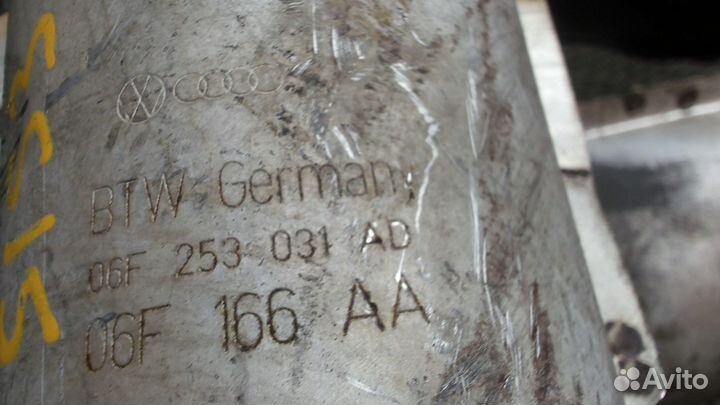 BTW Germany
06F 253 031 AD
06F 166 AA
Avito